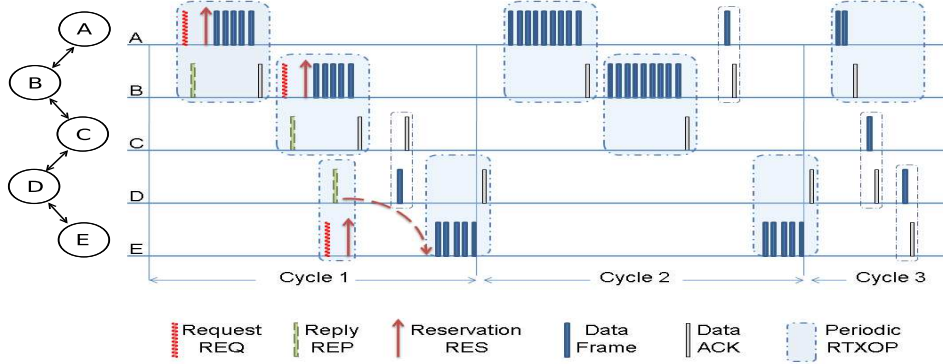 A
B
C
D
E
A
B
C
D
E
Cycle 1
Cycle 2
Cycle 3
Request
REQ
Reply
REP
Reservation
RES
Data
Frame
Data
ACK
Periodic
RTXOP